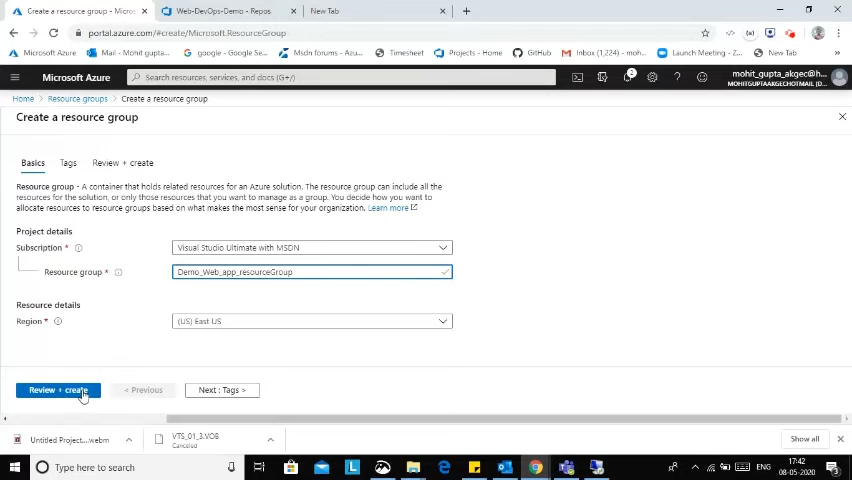 Create a resource group - Micros
Web-DevOps-Demo - Repos
New Tab
portal.azure.com/#create/Microsoft.ResourceGroup
Microsoft Azure
Mail - Mohit gupta...
google - Google Se...
Msdn forums - Azu...
Timesheet
Projects - Home
GitHub
Inbox (1,224) - moh...
Launch Meeting - Z...
New Tab
Microsoft Azure
Search resources, services, and docs (G+/)
2
mohit_gupta_akgec@h...
MOHITGUPTAAKGECHOTMAIL (D...
Home > Resource groups > Create a resource group
Create a resource group
Basics Tags Review + create
Resource group - A container that holds related resources for an Azure solution. The resource group can include all the
resources for the solution, or only those resources that you want to manage as a group. You decide how you want to
allocate resources to resource groups based on what makes the most sense for your organization. Learn more
Project details
Subscription *
Visual Studio Ultimate with MSDN
Resource group *
Demo_Web_app_resourceGroup
Resource details
Region *
(US) East US
Review + create
< Previous
Next : Tags >
Untitled Project....webm
VTS_01_3.VOB
Canceled
Show all
Type here to search
ENG
17:42
08-05-2020
3